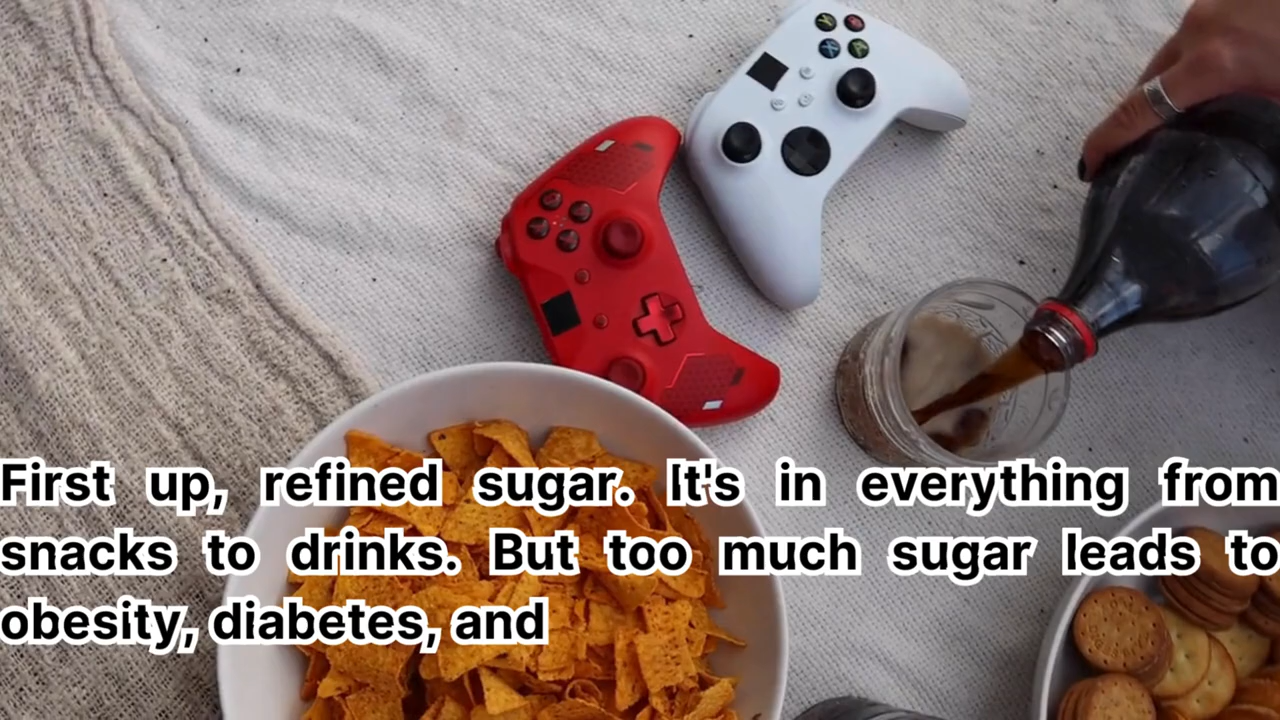 First up, refined sugar. It's in everything from
snacks to drinks. But too much sugar leads to
obesity, diabetes, and